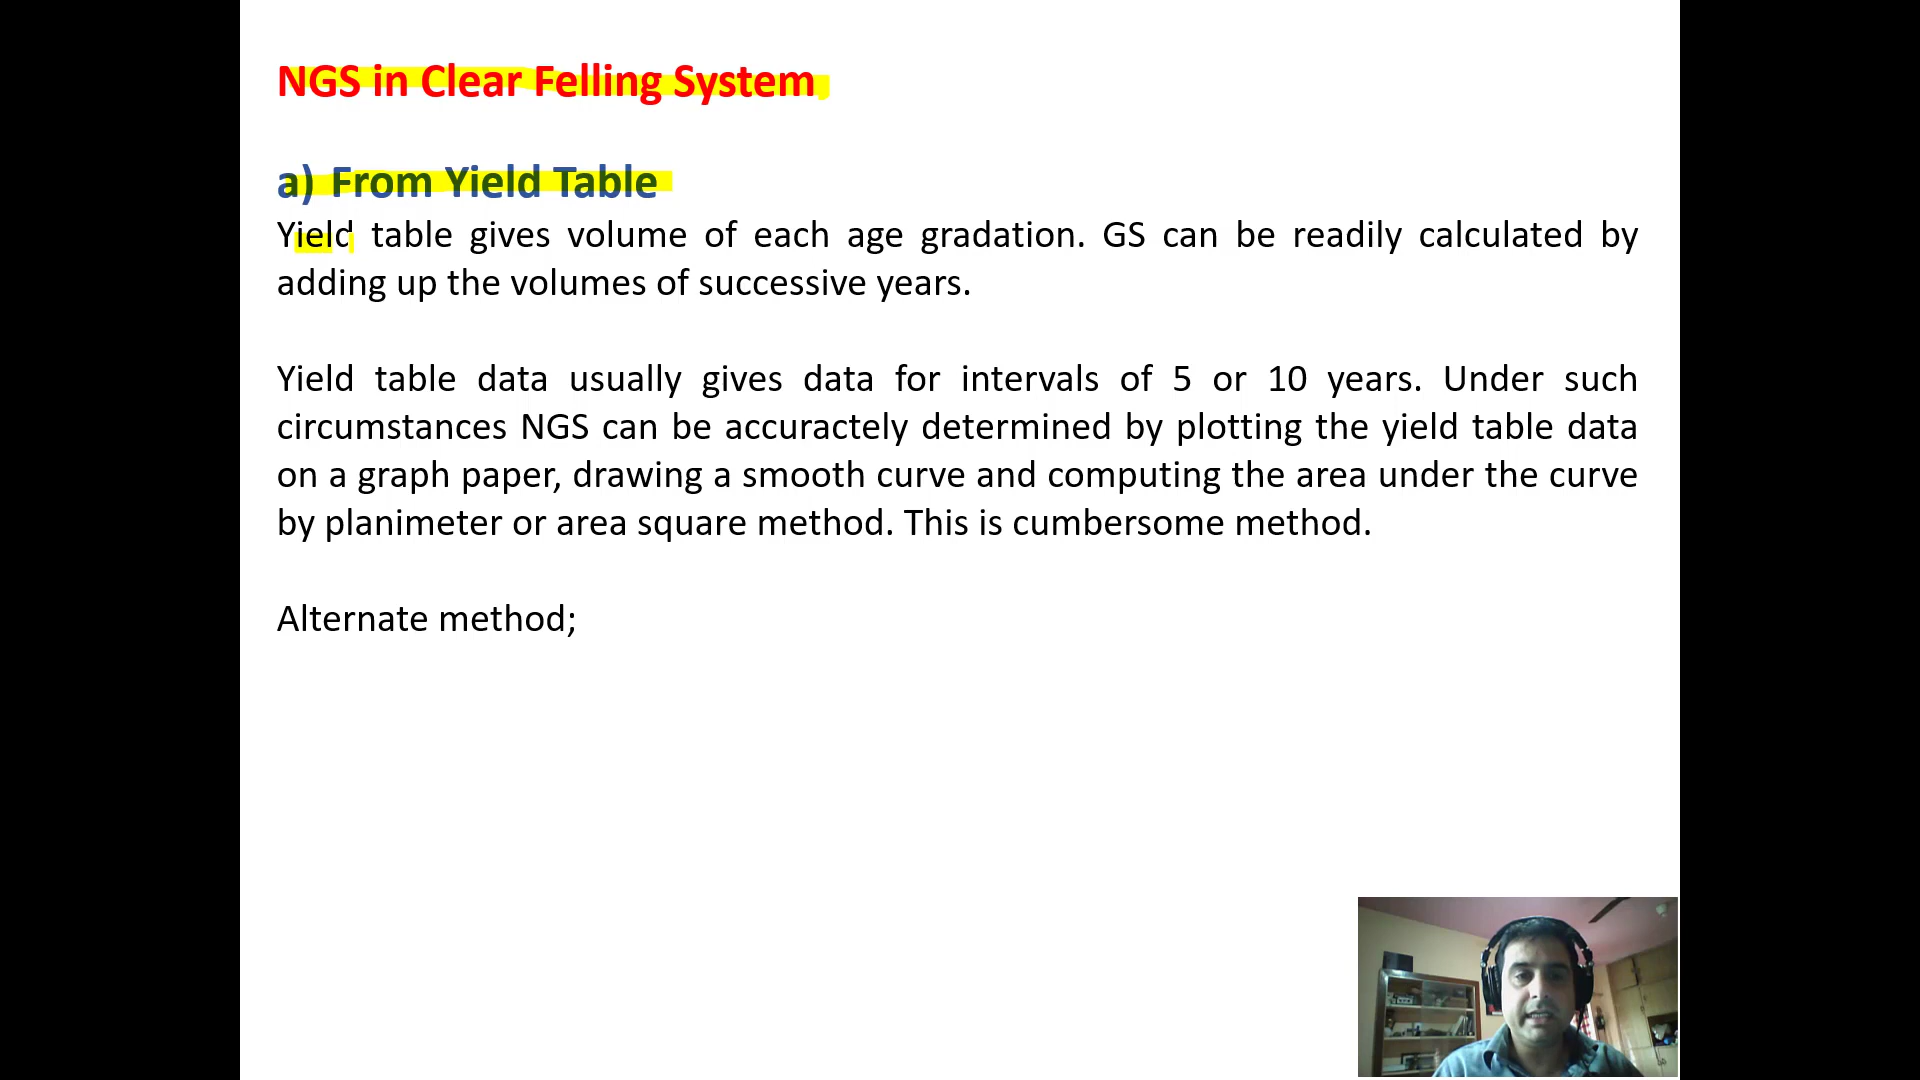 NGS in Clear Felling System
a) From Yield Table
Yield table gives volume of each age gradation. GS can be readily calculated by
adding up the volumes of successive years.
Yield table data usually gives data for intervals of 5 or 10 years. Under such
circumstances NGS can be accuractely determined by plotting the yield table data
on a graph paper, drawing a smooth curve and computing the area under the curve
by planimeter or area square method. This is cumbersome method.
Alternate method;